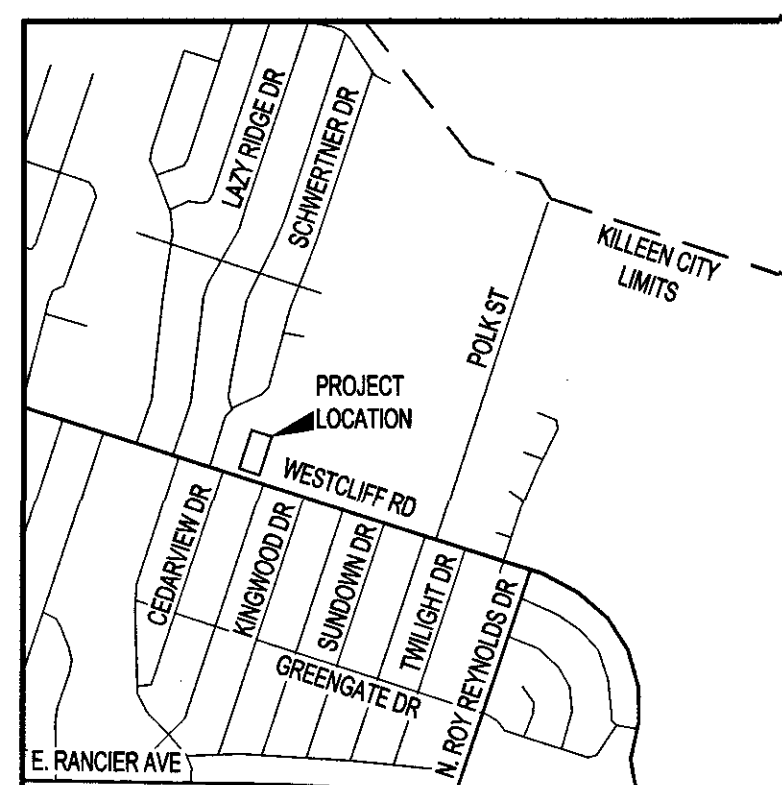 LAZY RIDGE DR
SCHWERTNER DR
KILLEEN CITY
LIMITS
POLK ST
PROJECT
LOCATION
WESTCLIFF RD
CEDARVIEW DR
KINGWOOD DR
SUNDOWN DR
TWILIGHT DR
N. ROY REYNOLDS DR
GREENGATE DR
E. RANCIER AVE